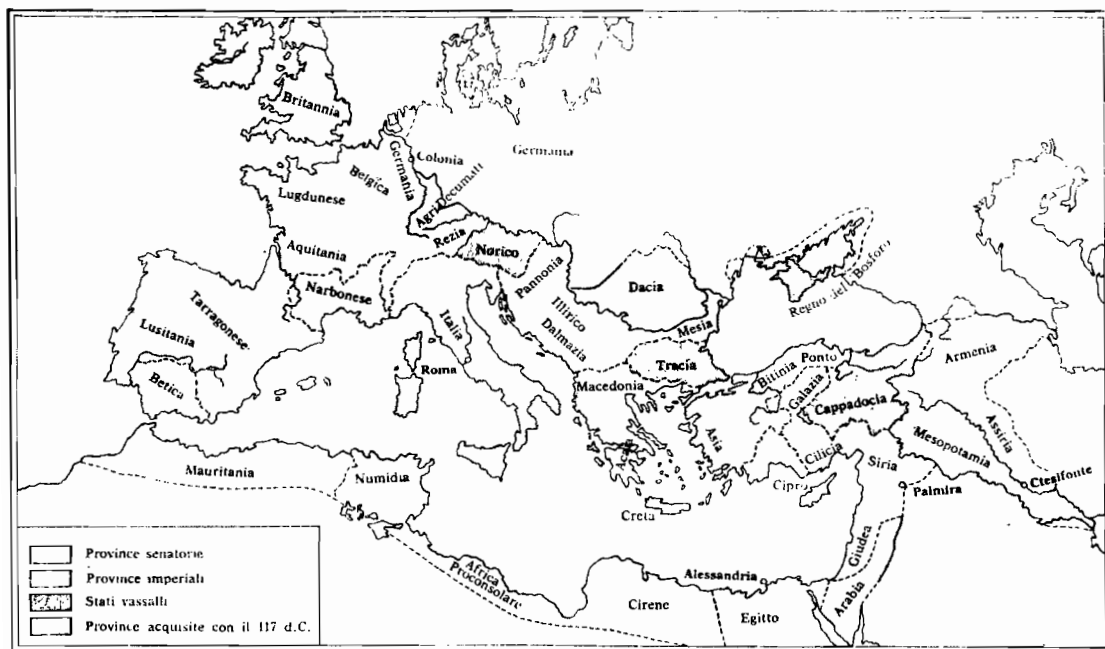 Britannia
Colonia
Germania
Germania
Belgica
Lugdunese
Agri Decumati
Rezia
Norico
Aquitania
Narbonese
Pannonia
Dacia
Regno del Bosforo
Illirico
Dalmazia
Mesia
Tarragonese
Lusitania
Betica
Italia
Roma
Tracia
Macedonia
Bitinia
Ponto
Galazia
Armenia
Cappadocia
Asia
Cilicia
Assiria
Mesopotamia
Siria
Ctesifonte
Palmira
Cipro
Creta
Mauritania
Numidia
Africa
Proconsolare
Cirene
Alessandria
Egitto
Giudea
Arabia
Province senatorie
Province imperiali
Stati vassalli
Province acquisite con il 117 d.C.